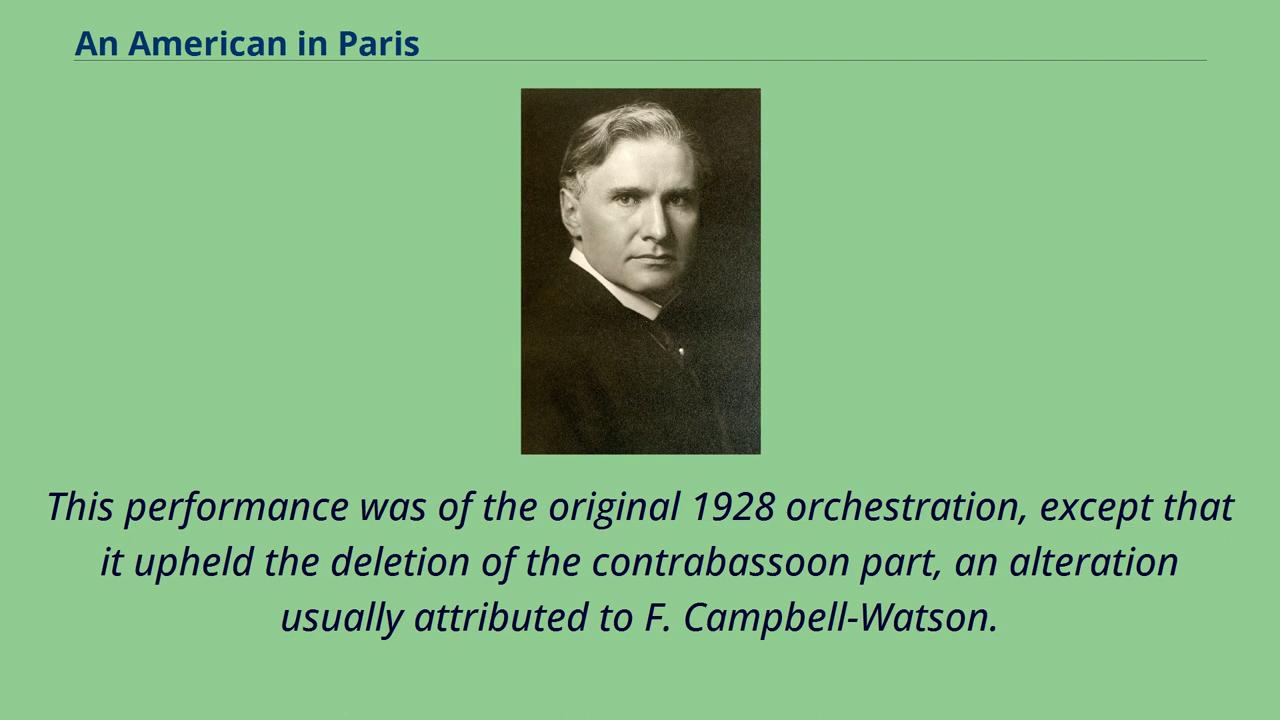 An American in Paris
This performance was of the original 1928 orchestration, except that
it upheld the deletion of the contrabassoon part, an alteration
usually attributed to F. Campbell-Watson.